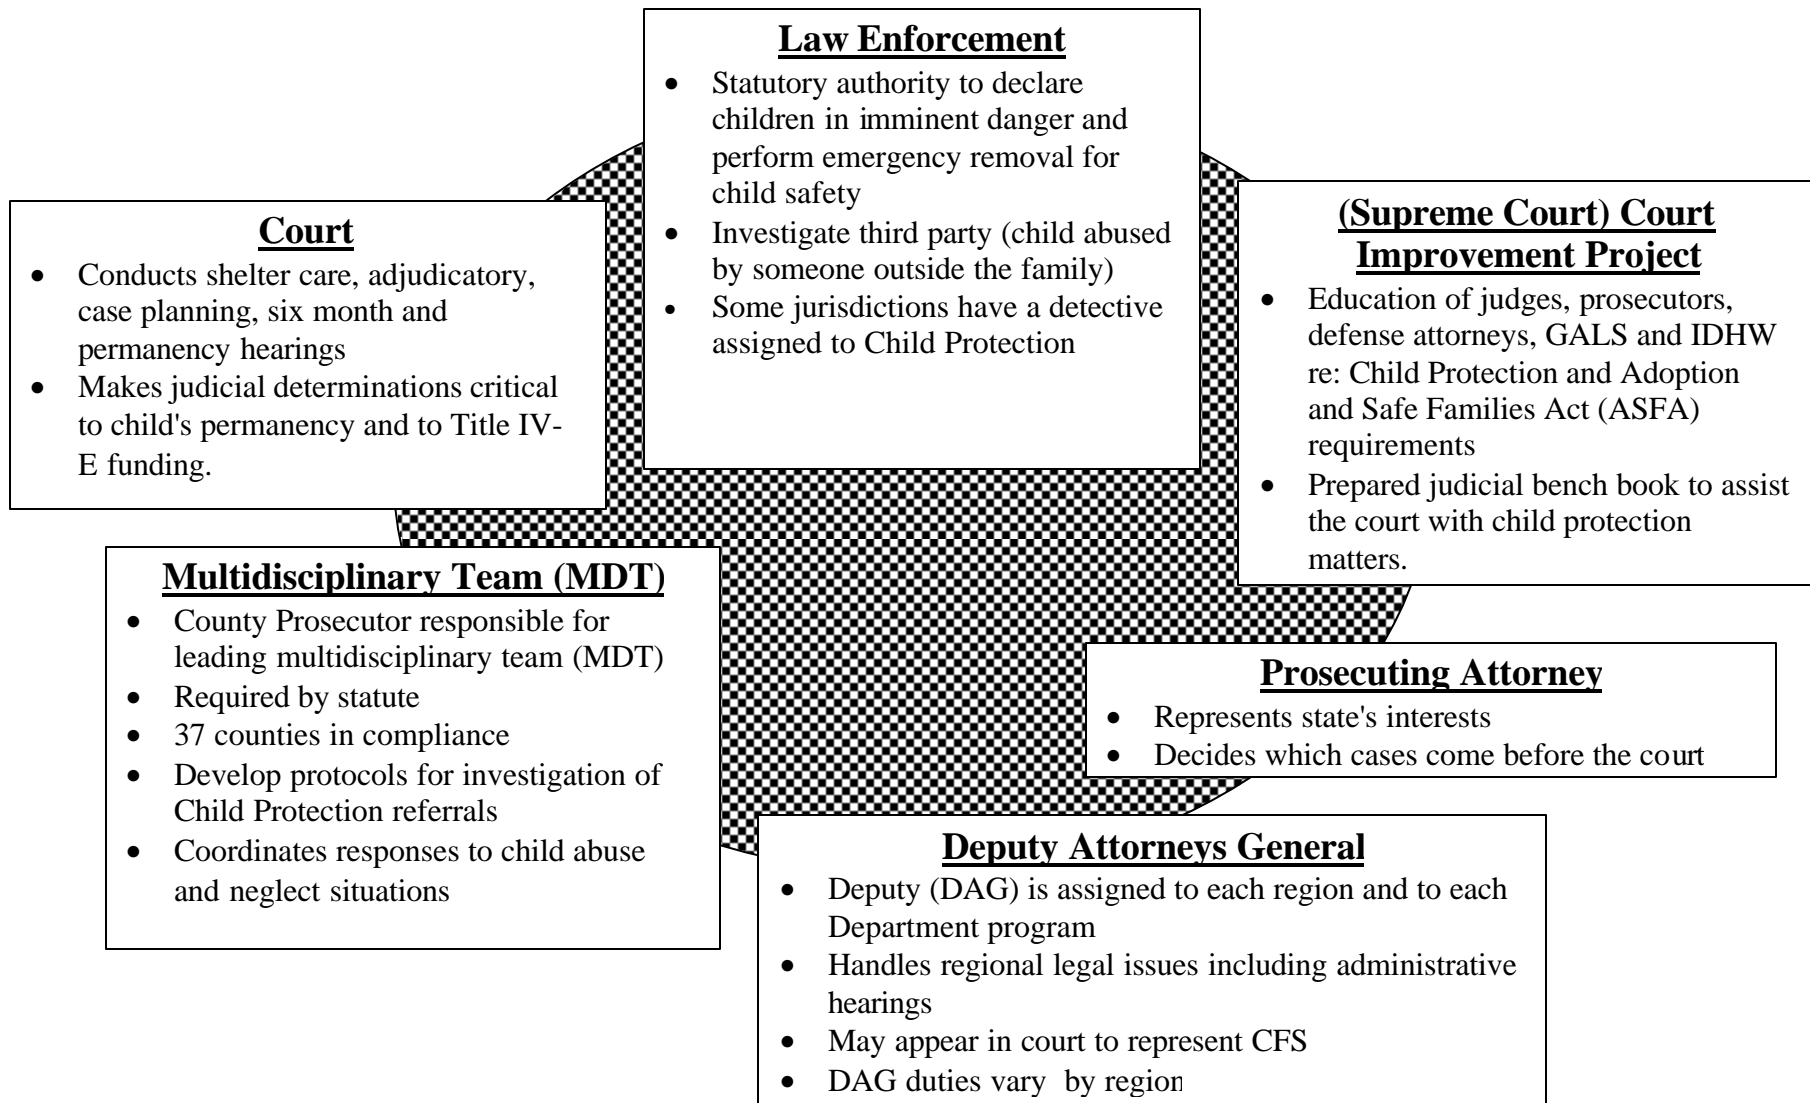 Law Enforcement
• Statutory authority to declare
children in imminent danger and
perform emergency removal for
child safety
• Investigate third party (child abused
by someone outside the family)
• Some jurisdictions have a detective
assigned to Child Protection
Court
• Conducts shelter care, adjudicatory,
case planning, six month and
permanency hearings
• Makes judicial determinations critical
to child's permanency and to Title IV-
E funding.
(Supreme Court) Court
Improvement Project
• Education of judges, prosecutors,
defense attorneys, GALS and IDHW
re: Child Protection and Adoption
and Safe Families Act (ASFA)
requirements
• Prepared judicial bench book to assist
the court with child protection
matters.
Multidisciplinary Team (MDT)
• County Prosecutor responsible for
leading multidisciplinary team (MDT)
• Required by statute
• 37 counties in compliance
• Develop protocols for investigation of
Child Protection referrals
• Coordinates responses to child abuse
and neglect situations
Prosecuting Attorney
• Represents state's interests
• Decides which cases come before the court
Deputy Attorneys General
• Deputy (DAG) is assigned to each region and to each
Department program
• Handles regional legal issues including administrative
hearings
• May appear in court to represent CFS
• DAG duties vary by region